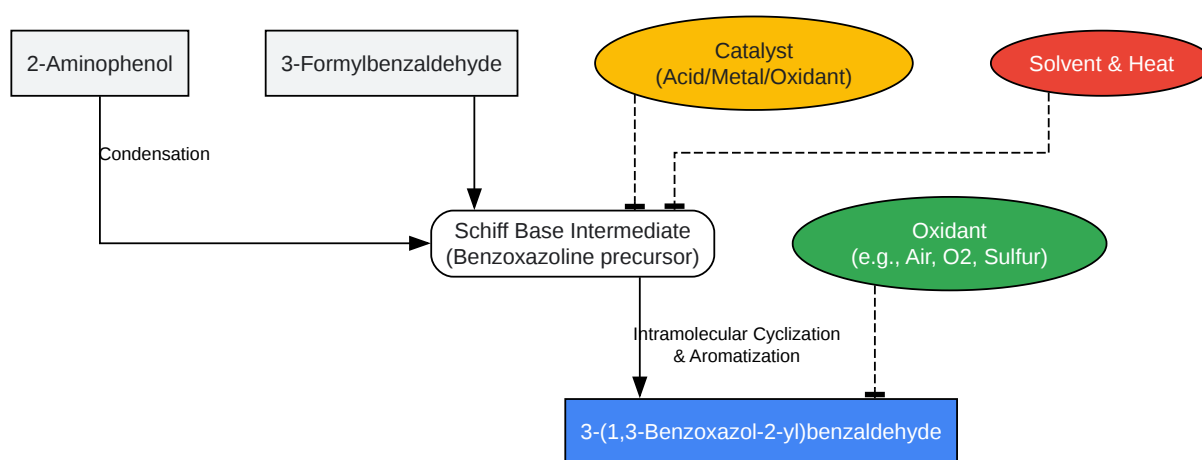 2-Aminophenol
3-Formylbenzaldehyde
Catalyst
(Acid/Metal/Oxidant)
Solvent & Heat
Condensation
Schiff Base Intermediate
(Benzoxazoline precursor)
Oxidant
(e.g., Air, O2, Sulfur)
Intramolecular Cyclization
& Aromatization
3-(1,3-Benzoxazol-2-yl)benzaldehyde